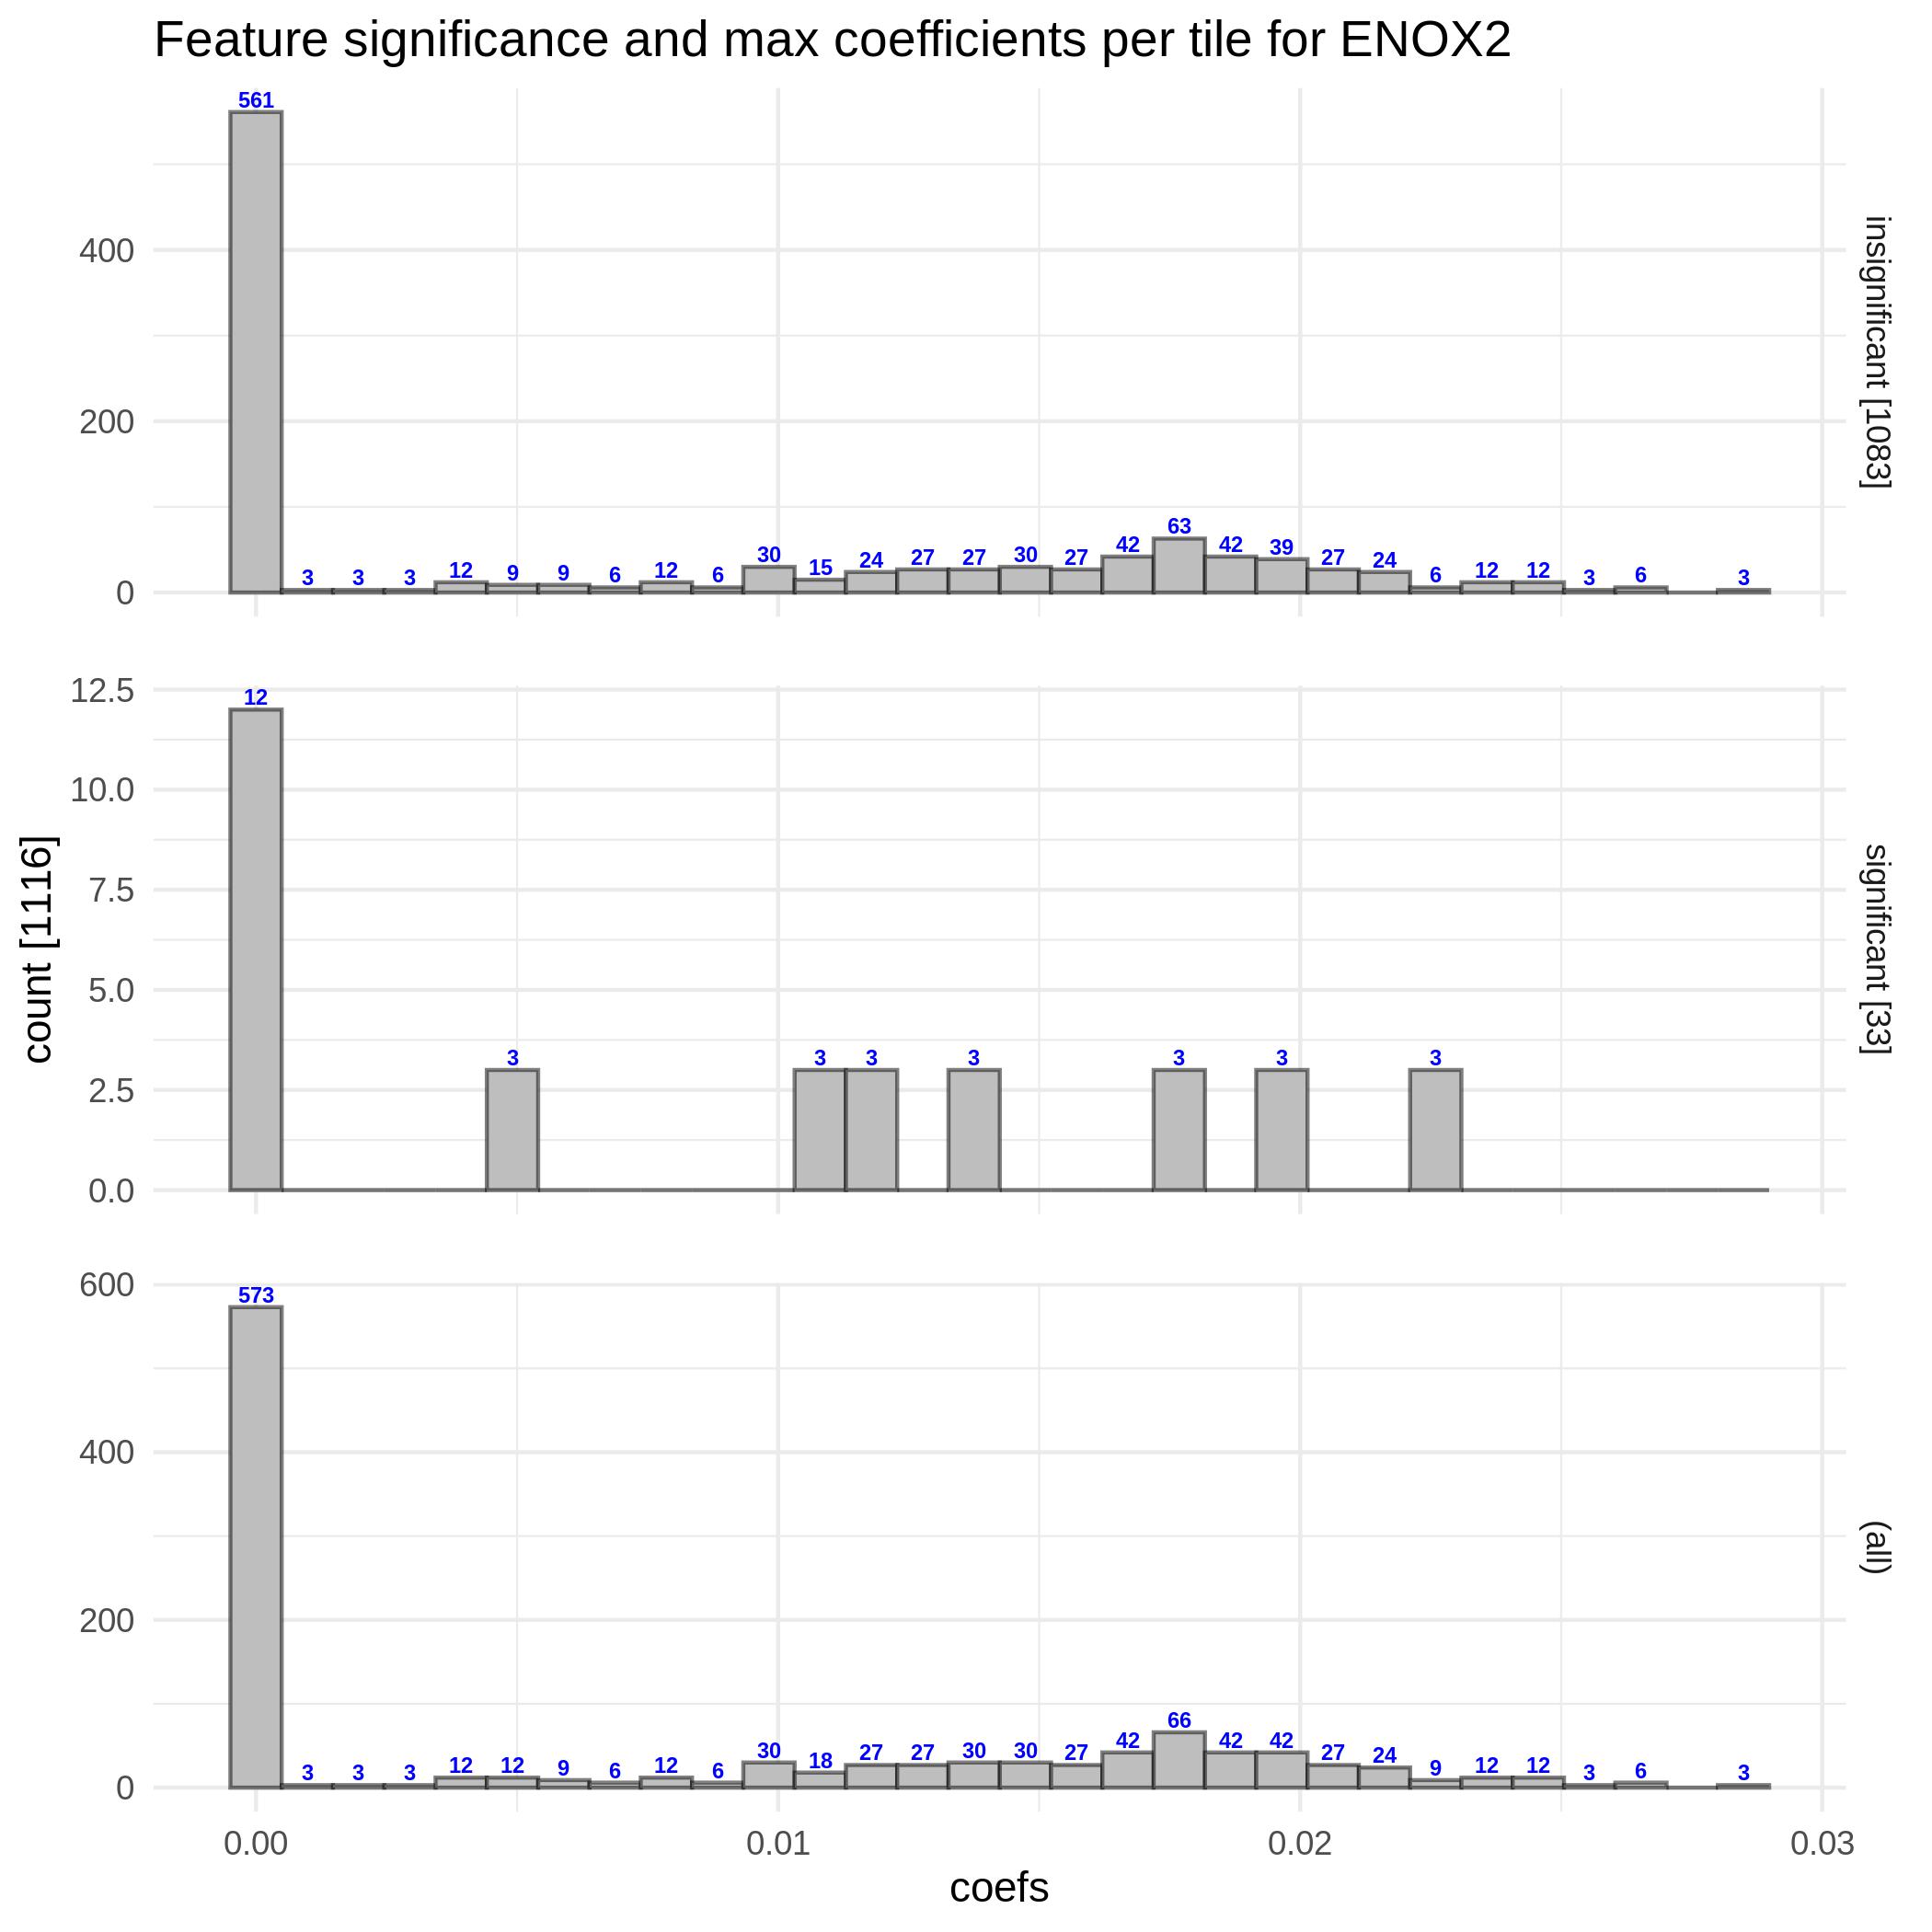 Feature significance and max coefficients per tile for ENOX2
561
3 3 3 12 9 9 6 12 6 30 15 24 27 27 30 27 42 63 42 39 27 24 6 12 12 3 6 3
400
200
0
insignificant [1083]
12.5
12
10.0
7.5
5.0
3 3 3 3 3 3 3
2.5
0.0
significant [33]
count [1116]
600
573
400
200
66
3 3 3 12 12 9 6 12 6 30 18 27 27 30 30 27 42 42 42 27 24 9 12 12 3 6 3
0
(all)
0.00 0.01 0.02 0.03
coefs